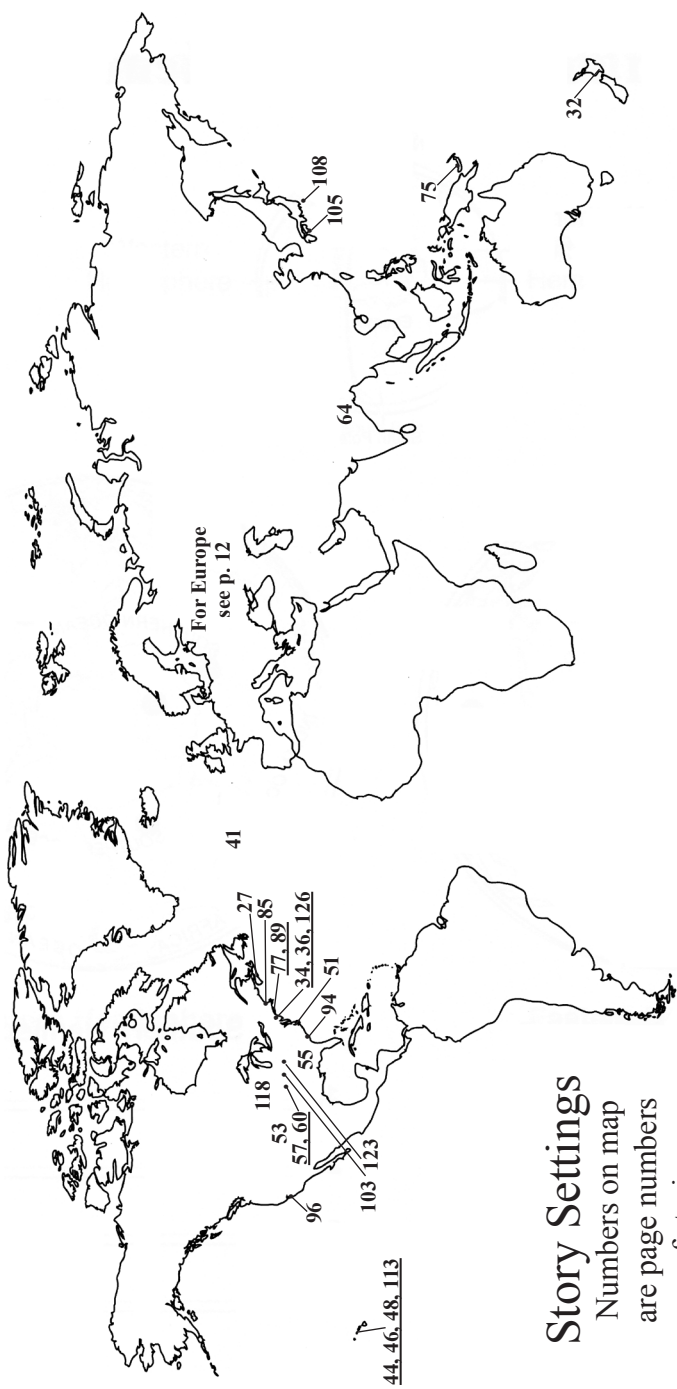 Story Settings
Numbers on map
are page numbers
For Europe
see p. 12
41
27
85
77, 89
34, 36, 126
51
94
55
118
53
57, 60
123
103
96
44, 46, 48, 113
64
105
108
75
32